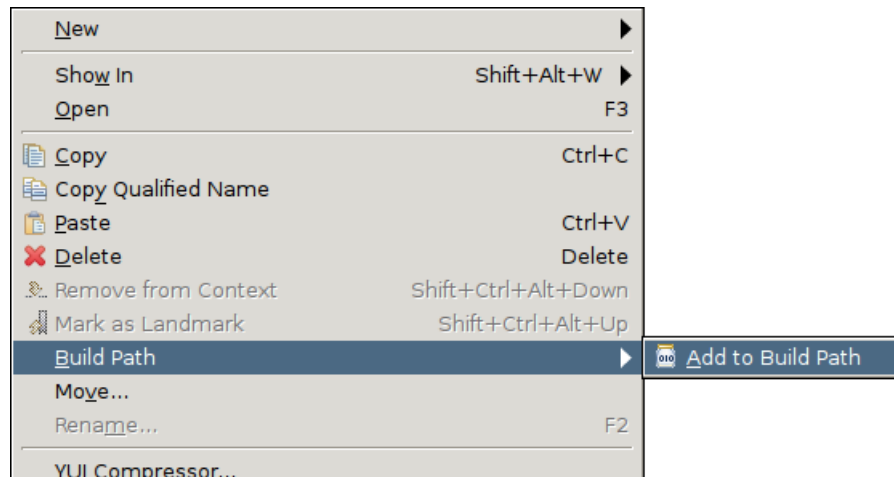 New
Show In Shift+Alt+W
Open F3
Copy Ctrl+C
Copy Qualified Name
Paste Ctrl+V
Delete Delete
Remove from Context Shift+Ctrl+Alt+Down
Mark as Landmark Shift+Ctrl+Alt+Up
Build Path Add to Build Path
Move...
Rename... F2
YUI Compressor...